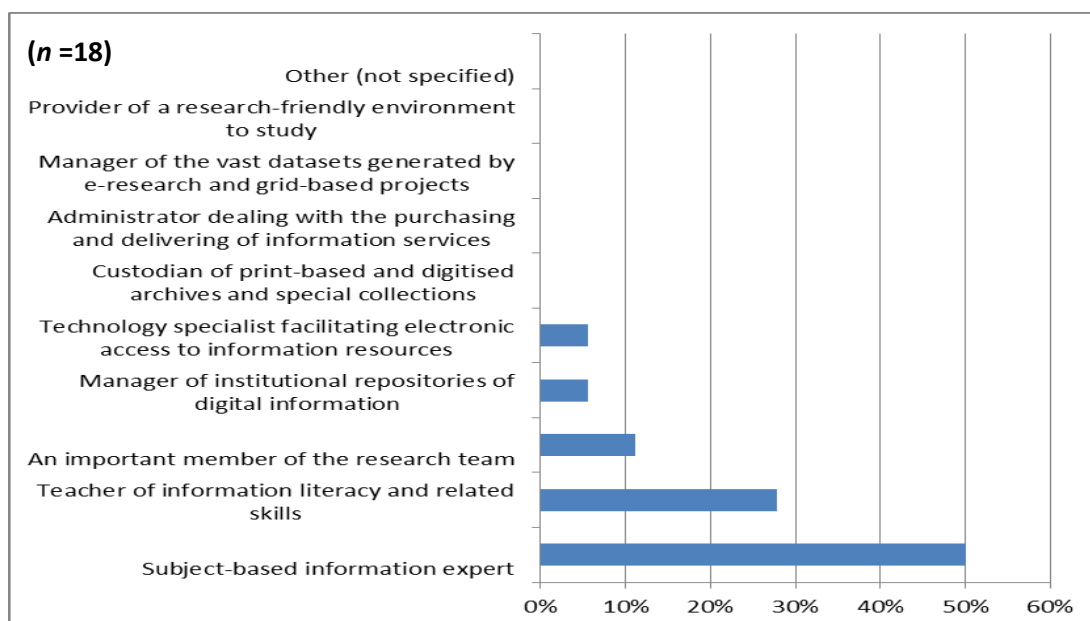 (n =18)
Other (not specified)
Provider of a research-friendly environment
to study
Manager of the vast datasets generated by
e-research and grid-based projects
Administrator dealing with the purchasing
and delivering of information services
Custodian of print-based and digitised
archives and special collections
Technology specialist facilitating electronic
access to information resources
Manager of institutional repositories of
digital information
An important member of the research team
Teacher of information literacy and related
skills
Subject-based information expert
0% 10% 20% 30% 40% 50% 60%